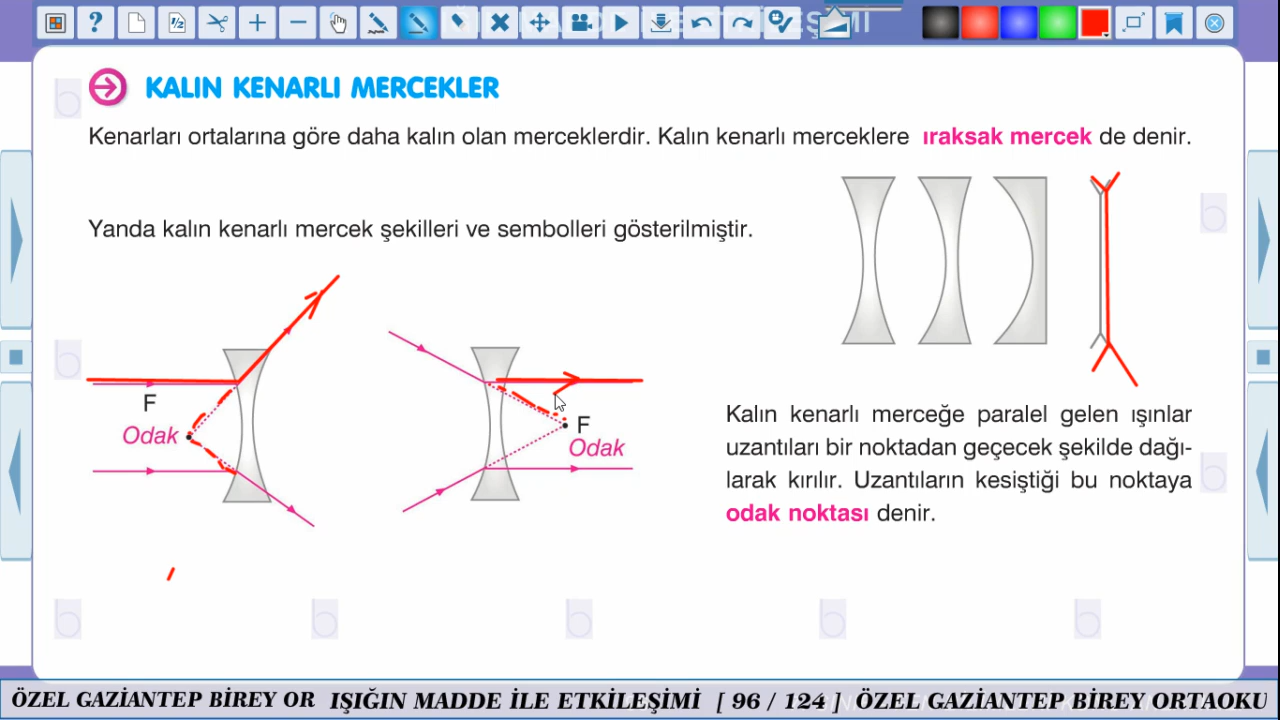 KALIN KENARLI MERCEKLER
Kenarları ortalarına göre daha kalın olan merceklerdir. Kalın kenarlı merceklere ıraksak mercek de denir.
Yanda kalın kenarlı mercek şekilleri ve sembolleri gösterilmiştir.
F
Odak
F
Odak
Kalın kenarlı merceğe paralel gelen ışınlar
uzantıları bir noktadan geçecek şekilde dağı-
larak kırılır. Uzantıların kesiştiği bu noktaya
odak noktası denir.
ÖZEL GAZİANTEP BİREY OR IŞIĞIN MADDE İLE ETKİLEŞİMİ [ 96 / 124 ] ÖZEL GAZİANTEP BİREY ORTAOKU